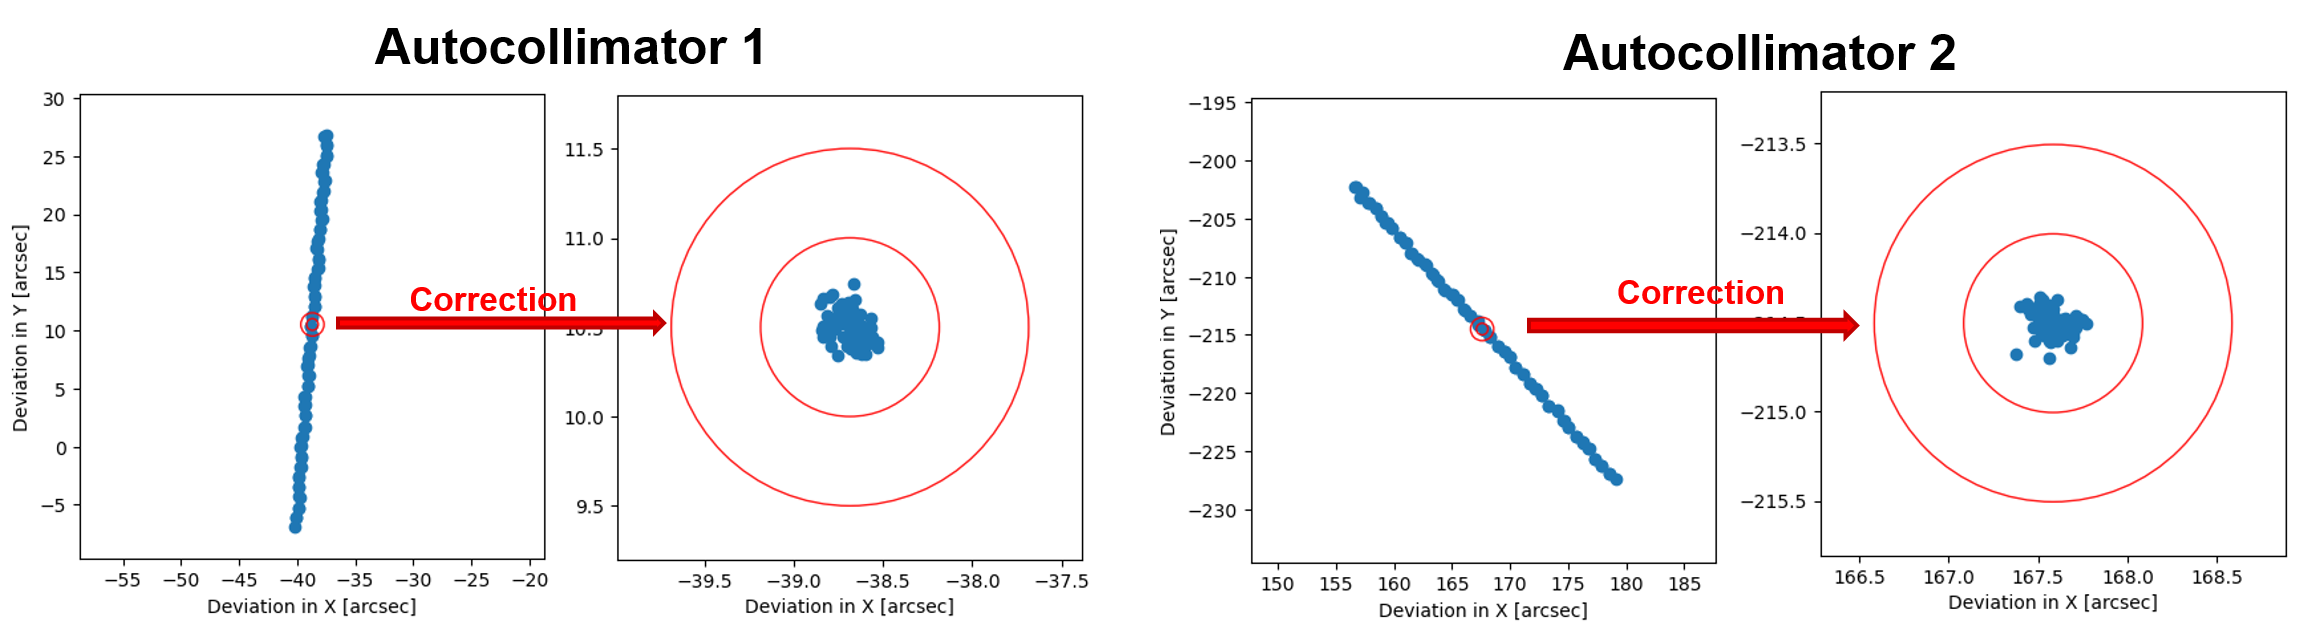 Autocollimator 1
Autocollimator 2
30
25
20
15
10
5
0
−5
Deviation in Y [arcsec]
−55 −50 −45 −40 −35 −30 −25 −20
Deviation in X [arcsec]
Correction
11.5
11.0
10.5
10.0
9.5
−39.5 −39.0 −38.5 −38.0 −37.5
Deviation in X [arcsec]
−195
−200
−205
−210
−215
−220
−225
−230
Deviation in Y [arcsec]
150 155 160 165 170 175 180 185
Deviation in X [arcsec]
Correction
−213.5
−214.0
−214.5
−215.0
−215.5
166.5 167.0 167.5 168.0 168.5
Deviation in X [arcsec]